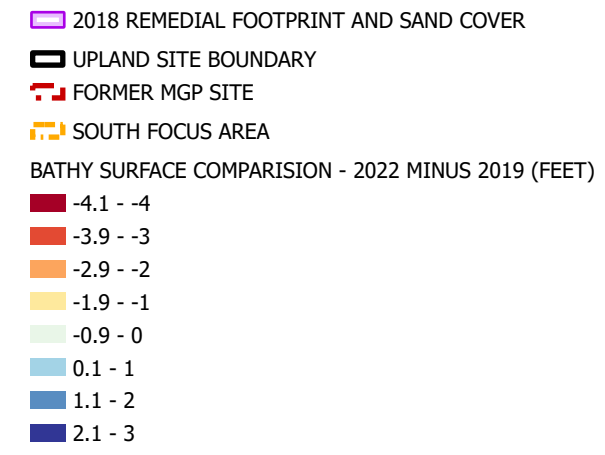 2018 REMEDIAL FOOTPRINT AND SAND COVER
UPLAND SITE BOUNDARY
FORMER MGP SITE
SOUTH FOCUS AREA
BATHY SURFACE COMPARISION - 2022 MINUS 2019 (FEET)
-4.1 - -4
-3.9 - -3
-2.9 - -2
-1.9 - -1
-0.9 - 0
0.1 - 1
1.1 - 2
2.1 - 3